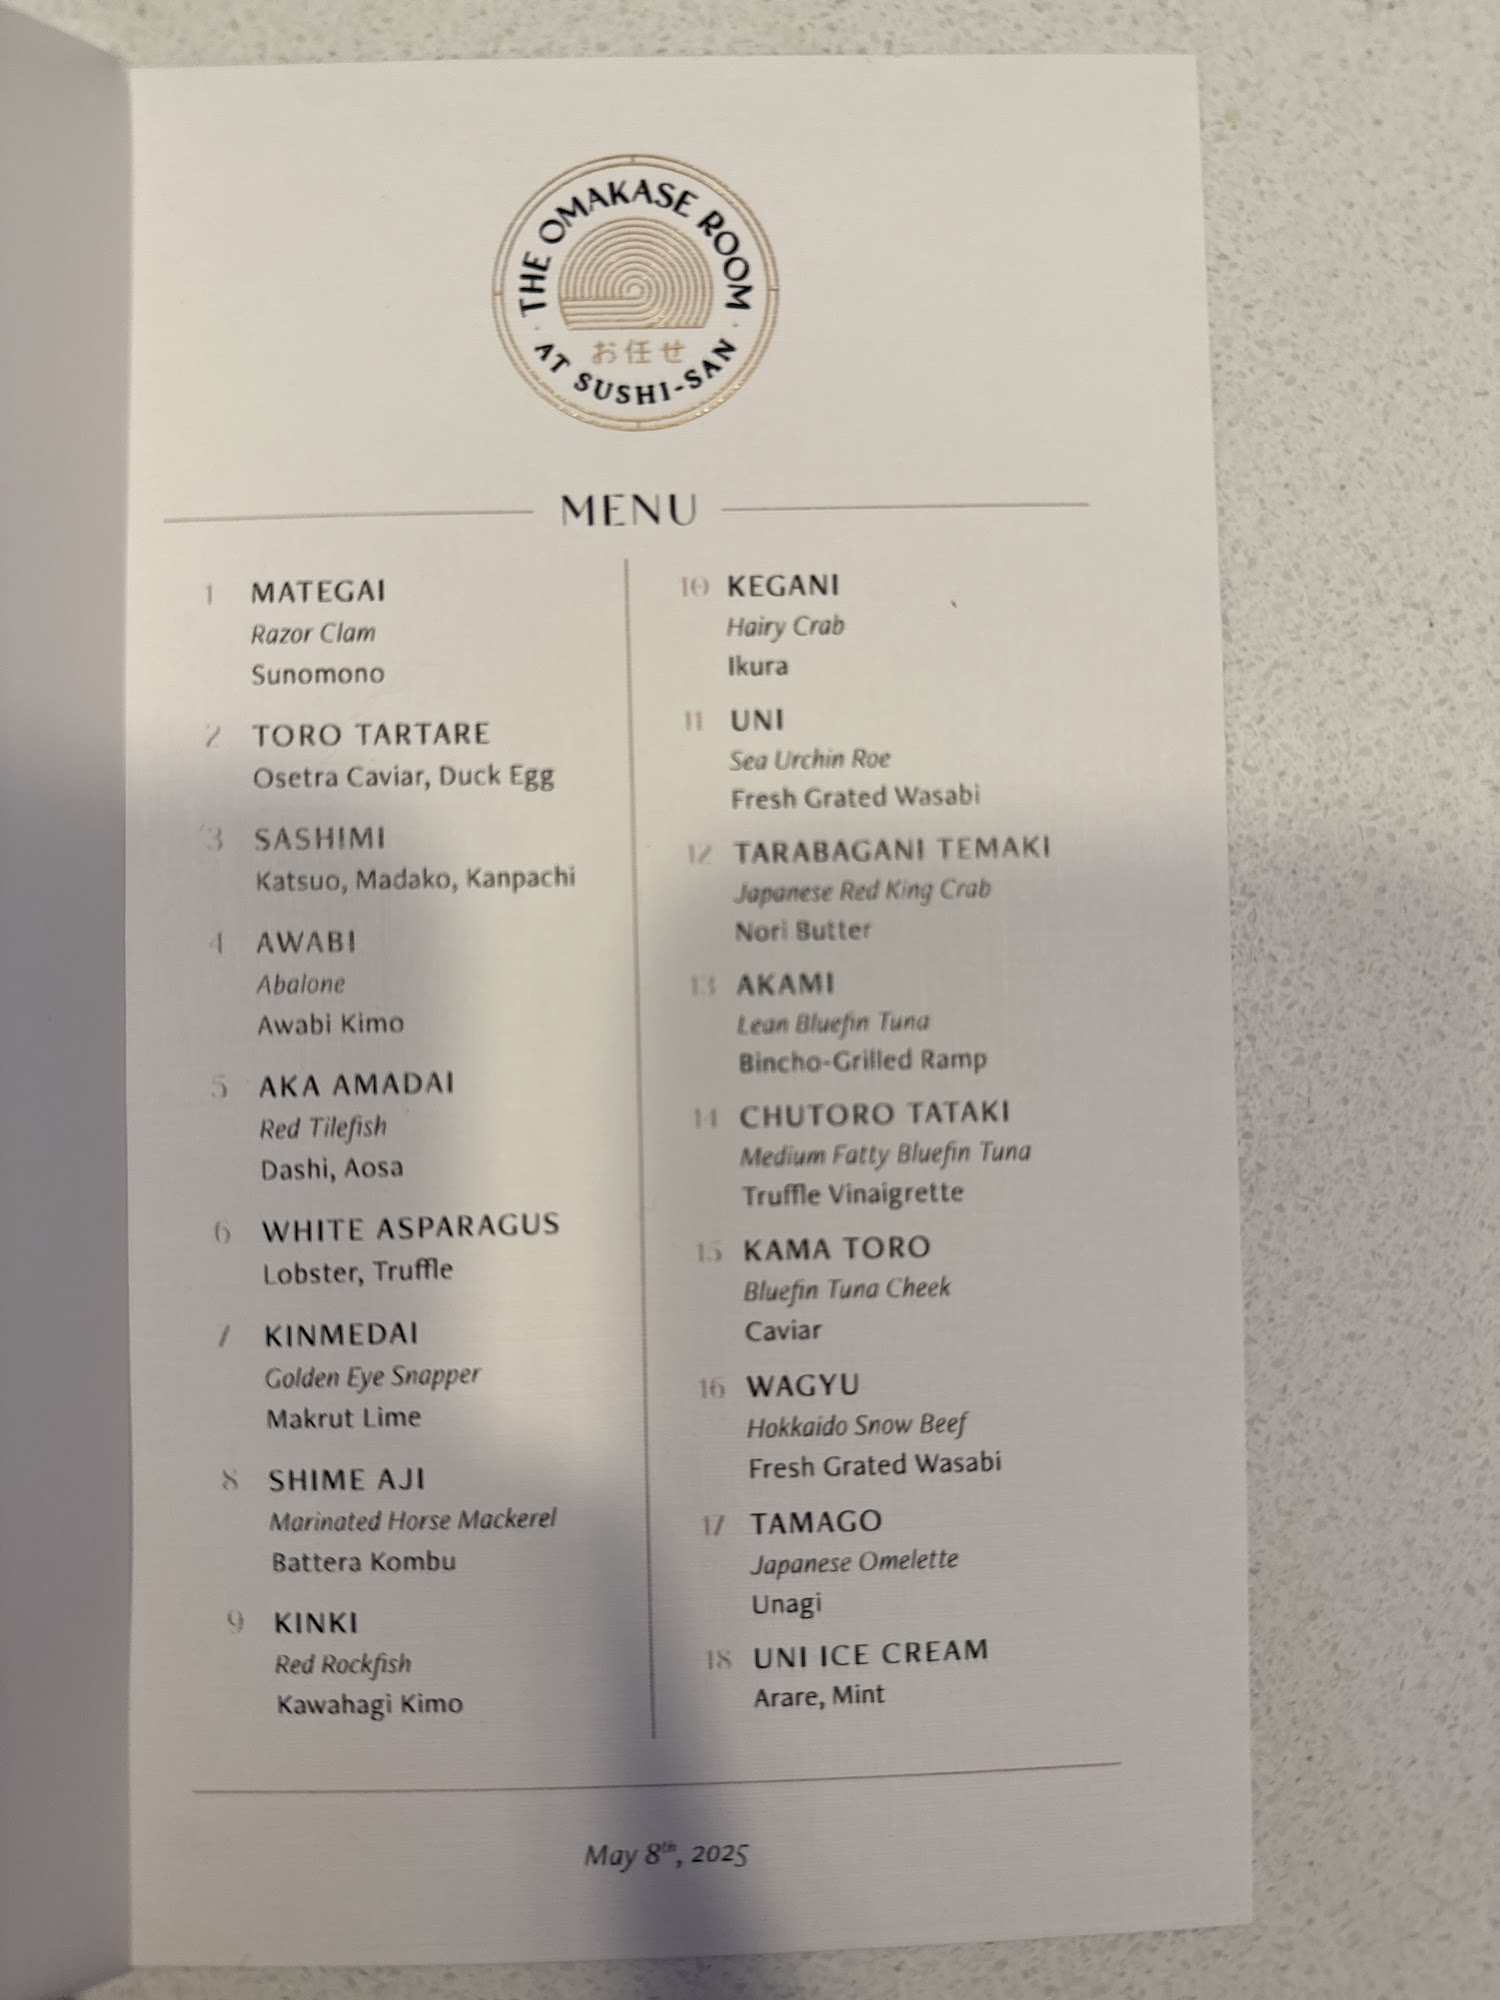 THE OMAKASE ROOM
お任せ
AT SUSHI-SAN
MENU
1 MATEGAI
Razor Clam
Sunomono
2 TORO TARTARE
Osetra Caviar, Duck Egg
3 SASHIMI
Katsuo, Madako, Kanpachi
4 AWABI
Abalone
Awabi Kimo
5 AKA AMADAI
Red Tilefish
Dashi, Aosa
6 WHITE ASPARAGUS
Lobster, Truffle
7 KINMEDAI
Golden Eye Snapper
Makrut Lime
8 SHIME AJI
Marinated Horse Mackerel
Battera Kombu
9 KINKI
Red Rockfish
Kawahagi Kimo
10 KEGANI
Hairy Crab
Ikura
11 UNI
Sea Urchin Roe
Fresh Grated Wasabi
12 TARABAGANI TEMAKI
Japanese Red King Crab
Nori Butter
13 AKAMI
Lean Bluefin Tuna
Bincho-Grilled Ramp
14 CHUTORO TATAKI
Medium Fatty Bluefin Tuna
Truffle Vinaigrette
15 KAMA TORO
Bluefin Tuna Cheek
Caviar
16 WAGYU
Hokkaido Snow Beef
Fresh Grated Wasabi
17 TAMAGO
Japanese Omelette
Unagi
18 UNI ICE CREAM
Arare, Mint
May 8th, 2025